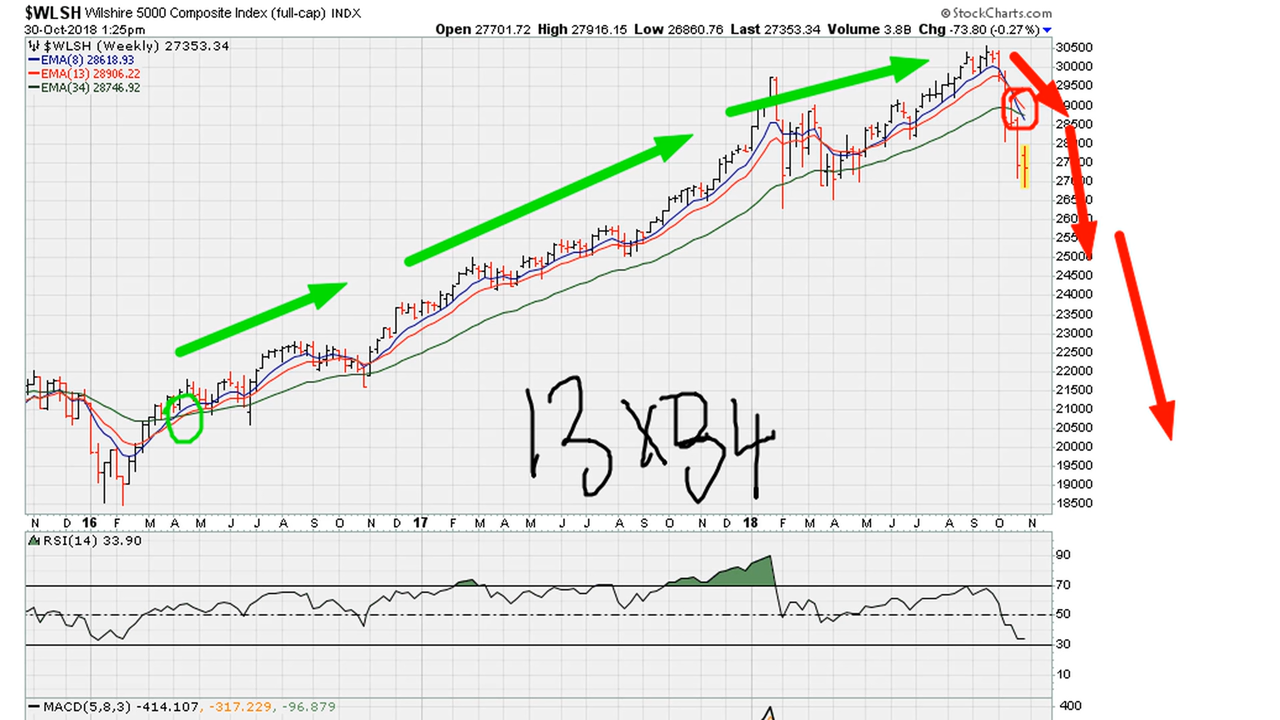 $WLSH Wilshire 5000 Composite Index (full-cap) INDX
© StockCharts.com
30-Oct-2018 1:25pm
Open 27701.72 High 27916.15 Low 26860.76 Last 27353.34 Volume 3.8B Chg -73.80 (-0.27%)
$WLSH (Weekly) 27353.34
EMA(8) 28618.93
EMA(13) 28906.22
EMA(34) 28746.92
30500
30000
29500
29000
28500
28000
27500
27000
26500
26000
25500
25000
24500
24000
23500
23000
22500
22000
21500
21000
20500
20000
19500
19000
18500
13 X 34
N D 16 F M A M J J A S O N D 17 F M A M J J A S O N D 18 F M A M J J A S O N
RSI(14) 33.90
90
70
50
30
10
MACD(5,8,3) -414.107, -317.229, -96.879
400